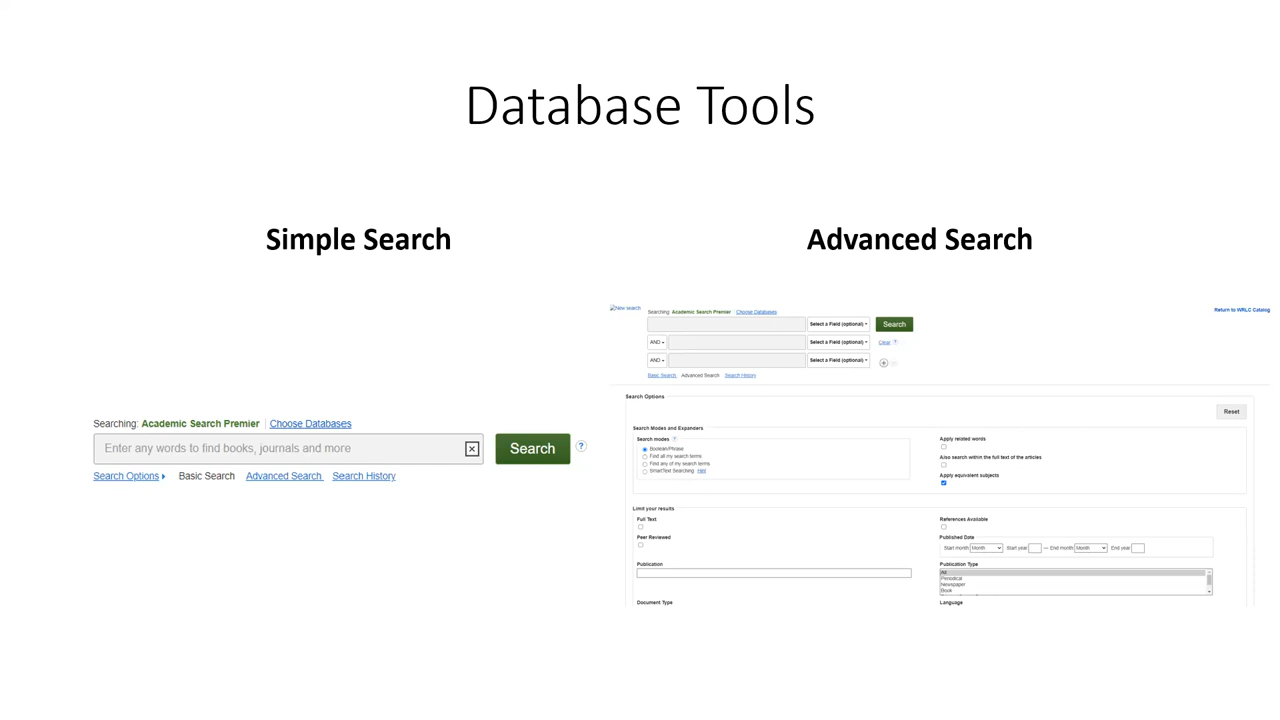 Database Tools
Simple Search
Searching: Academic Search Premier Choose Databases
Enter any words to find books, journals and more
Search
?
Search Options Basic Search Advanced Search Search History
Advanced Search
New search
Return to WRLC Catalog
Searching: Academic Search Premier Choose Databases
Select a Field (optional) Search
AND Select a Field (optional) Clear ?
AND Select a Field (optional)
Basic Search Advanced Search Search History
Search Options
Reset
Search Modes and Expanders
Search modes ?
Boolean/Phrase
Find all my search terms
Find any of my search terms
SmartText Searching Hint
Apply related words
Also search within the full text of the articles
Apply equivalent subjects
Limit your results
Full Text
Peer Reviewed
Publication
Document Type
References Available
Published Date
Start month Month Start year — End month Month End year
Publication Type
All
Periodical
Newspaper
Book
Language